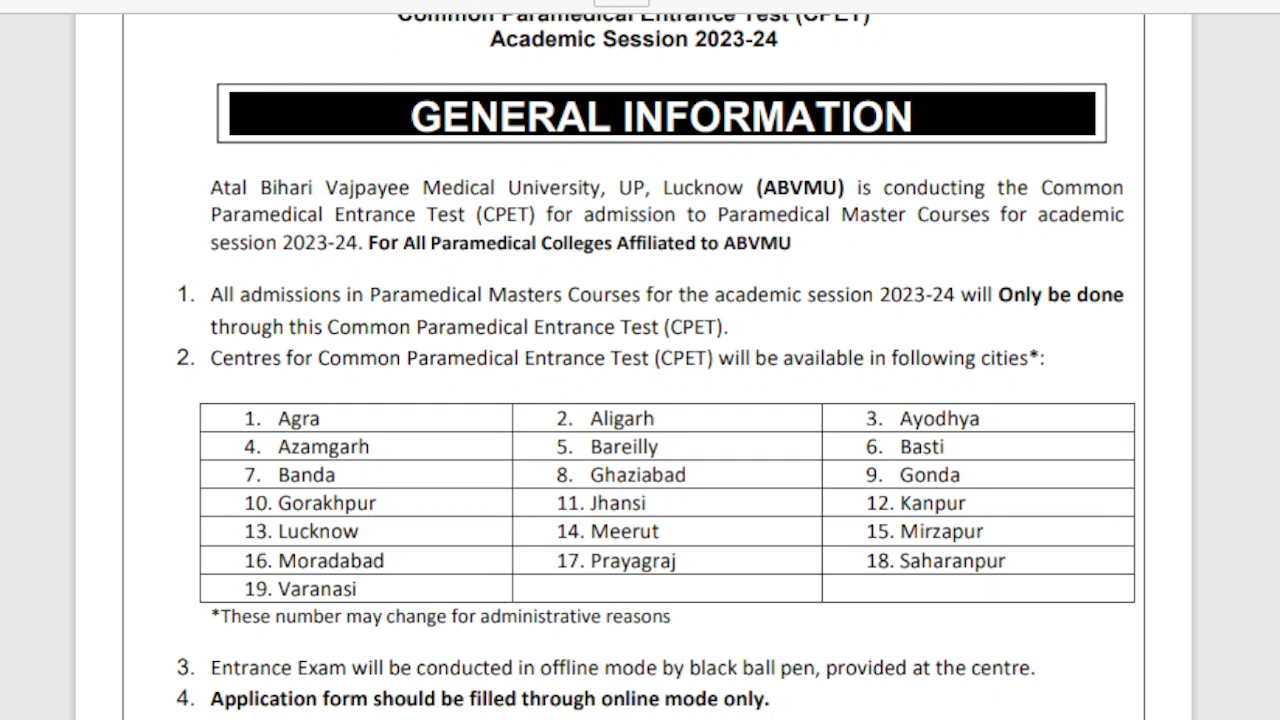 Common Paramedical Entrance Test (CPET)
Academic Session 2023-24
GENERAL INFORMATION
Atal Bihari Vajpayee Medical University, UP, Lucknow (ABVMU) is conducting the Common
Paramedical Entrance Test (CPET) for admission to Paramedical Master Courses for academic
session 2023-24. For All Paramedical Colleges Affiliated to ABVMU
1. All admissions in Paramedical Masters Courses for the academic session 2023-24 will Only be done
through this Common Paramedical Entrance Test (CPET).
2. Centres for Common Paramedical Entrance Test (CPET) will be available in following cities*:
1. Agra 2. Aligarh 3. Ayodhya
4. Azamgarh 5. Bareilly 6. Basti
7. Banda 8. Ghaziabad 9. Gonda
10. Gorakhpur 11. Jhansi 12. Kanpur
13. Lucknow 14. Meerut 15. Mirzapur
16. Moradabad 17. Prayagraj 18. Saharanpur
19. Varanasi
*These number may change for administrative reasons
3. Entrance Exam will be conducted in offline mode by black ball pen, provided at the centre.
4. Application form should be filled through online mode only.